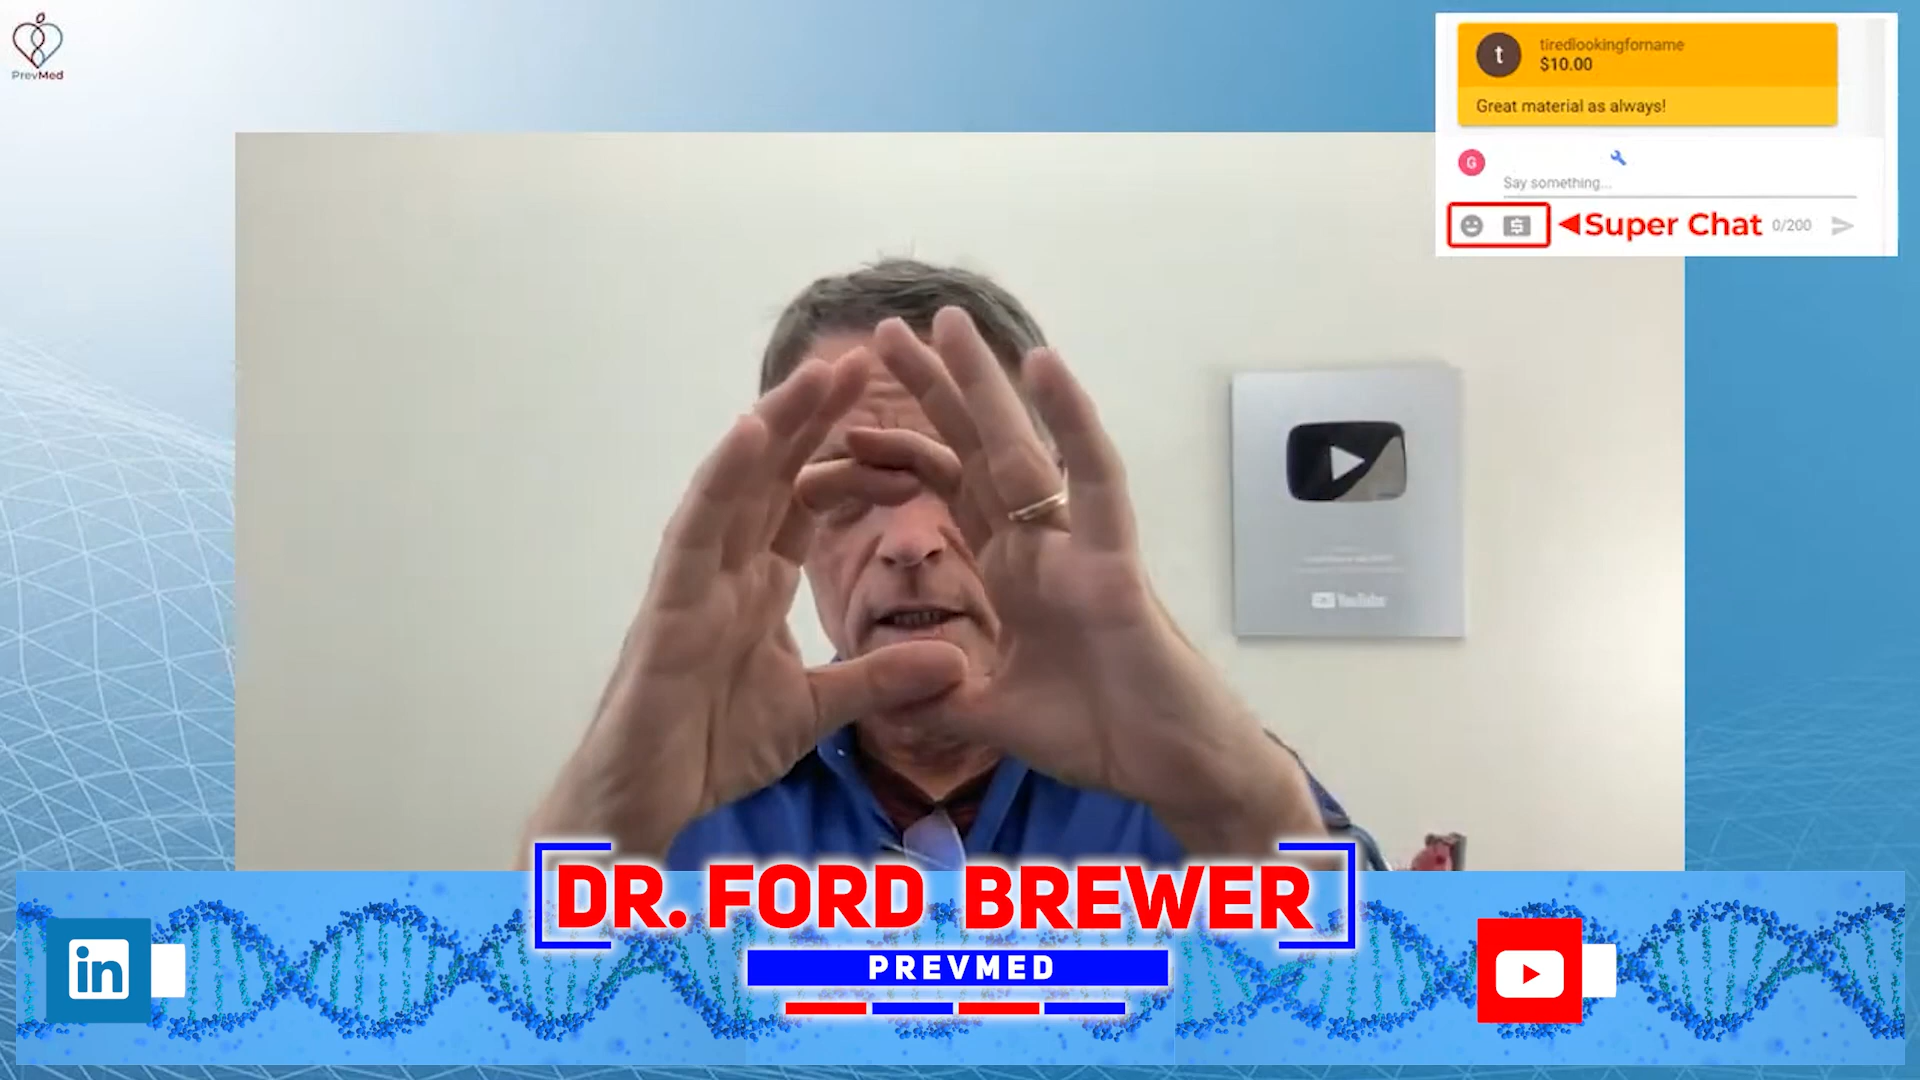 PrevMed
t
tiredlookingforname
$10.00
Great material as always!
G
Say something...
Super Chat
0/200
YouTube
DR. FORD BREWER
PREVMED
in